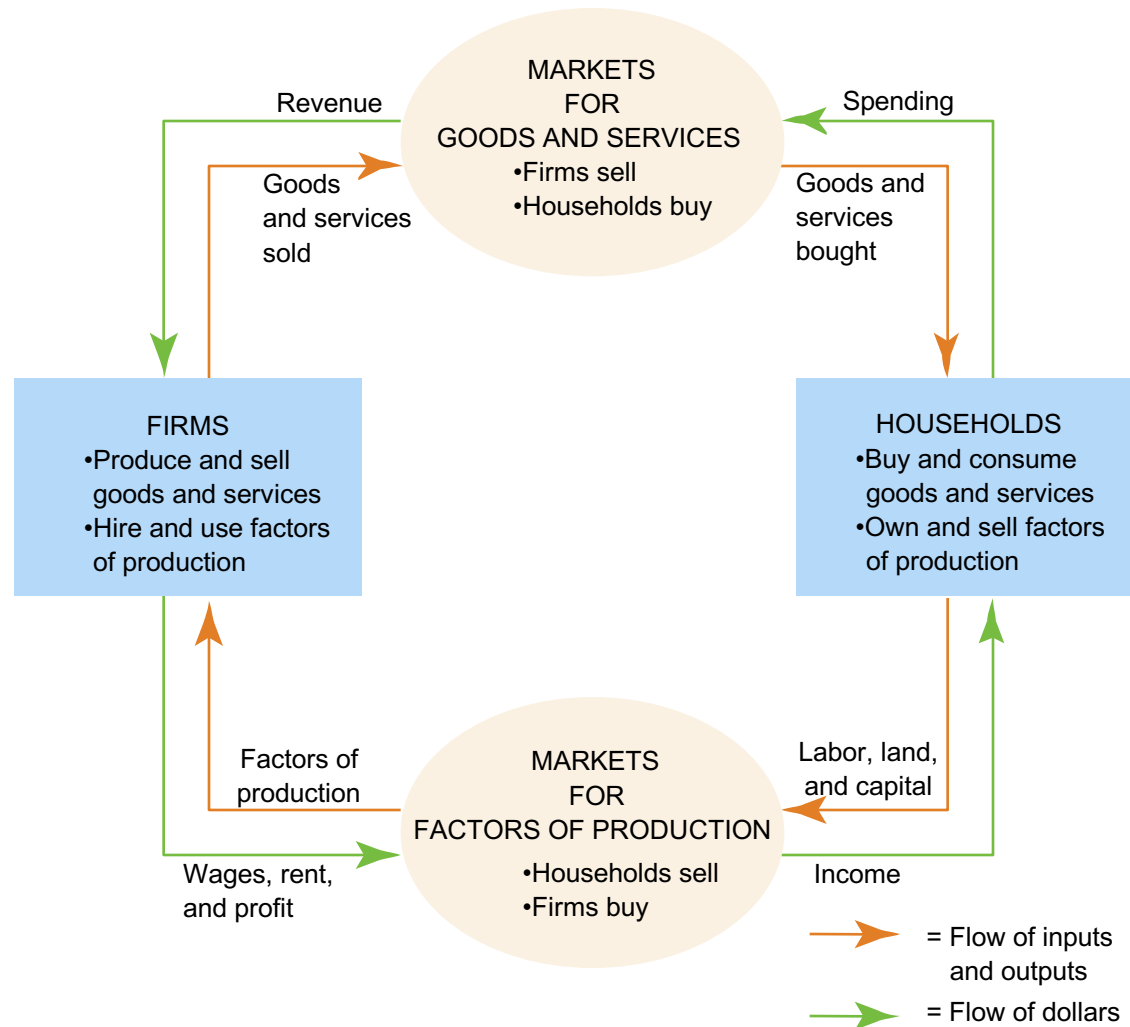 MARKETS
FOR
GOODS AND SERVICES
•Firms sell
•Households buy
Revenue
Goods
and services
sold
Spending
Goods and
services
bought
FIRMS
•Produce and sell
goods and services
•Hire and use factors
of production
HOUSEHOLDS
•Buy and consume
goods and services
•Own and sell factors
of production
Factors of
production
Wages, rent,
and profit
MARKETS
FOR
FACTORS OF PRODUCTION
•Households sell
•Firms buy
Labor, land,
and capital
Income
= Flow of inputs
and outputs
= Flow of dollars